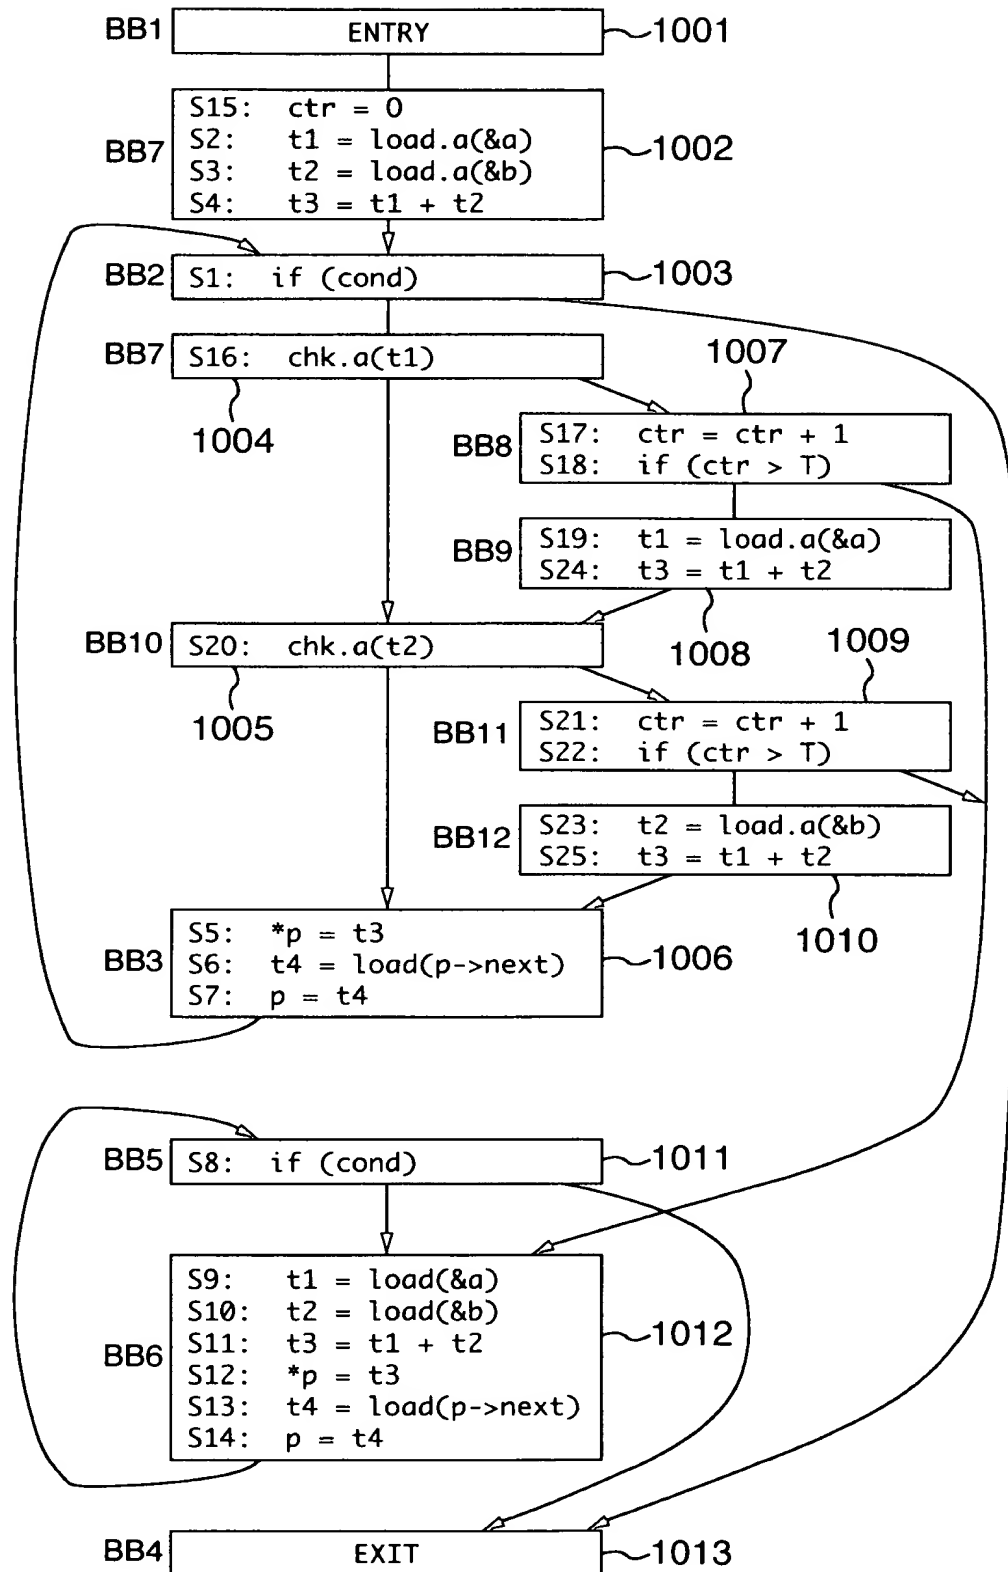 BB1 ENTRY 1001
S15: ctr = 0
S2: t1 = load.a(&a)
BB7 1002
S3: t2 = load.a(&b)
S4: t3 = t1 + t2
BB2 S1: if (cond) 1003
BB7 S16: chk.a(t1)
1007
1004
S17: ctr = ctr + 1
BB8
S18: if (ctr > T)
S19: t1 = load.a(&a)
BB9
S24: t3 = t1 + t2
BB10 S20: chk.a(t2)
1008
1009
1005
S21: ctr = ctr + 1
BB11
S22: if (ctr > T)
S23: t2 = load.a(&b)
BB12
S25: t3 = t1 + t2
1010
S5: *p = t3
BB3 S6: t4 = load(p->next) 1006
S7: p = t4
BB5 S8: if (cond) 1011
S9: t1 = load(&a)
S10: t2 = load(&b)
S11: t3 = t1 + t2 1012
BB6 S12: *p = t3
S13: t4 = load(p->next)
S14: p = t4
BB4 EXIT 1013